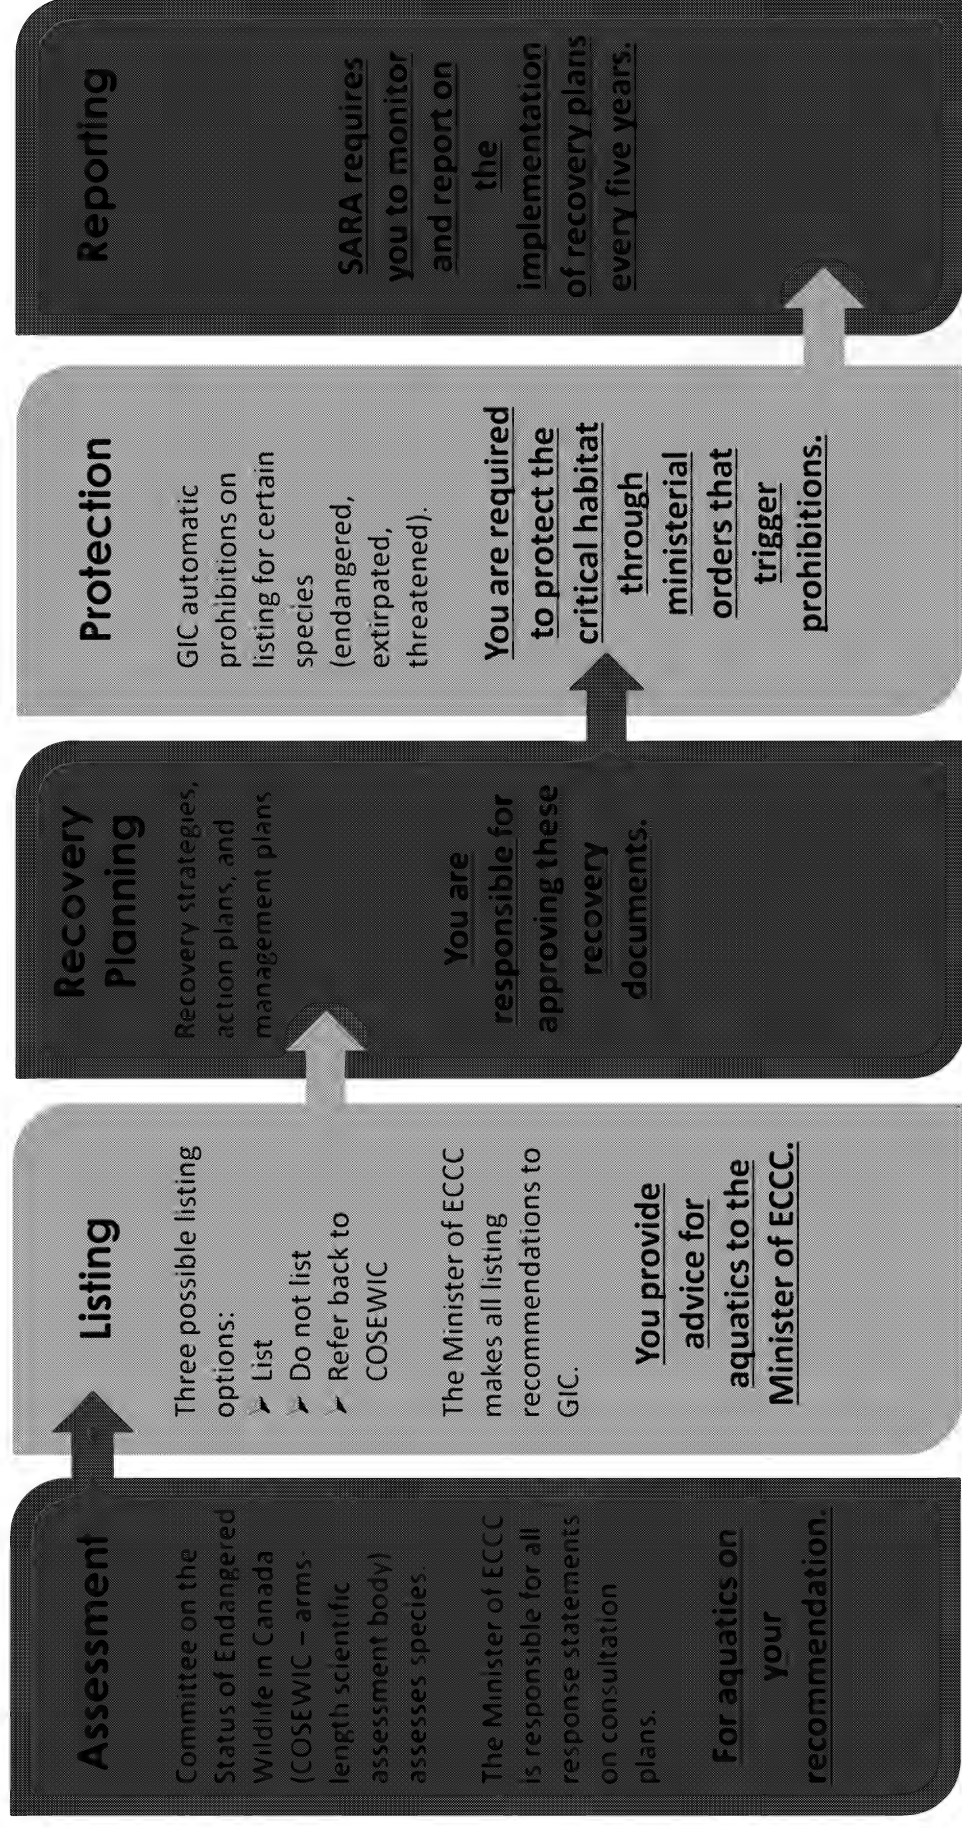 Assessment
Committee on the
Status of Endangered
Wildlife in Canada
(COSEWIC – arms-
length scientific
assessment body)
assesses species.
The Minister of ECCC
is responsible for all
response statements
on consultation
plans.
For aquatics on
your
recommendation.
Listing
Three possible listing
options:
➢ List
➢ Do not list
➢ Refer back to
COSEWIC
The Minister of ECCC
makes all listing
recommendations to
GIC.
You provide
advice for
aquatics to the
Minister of ECCC.
Recovery
Planning
Recovery strategies,
action plans, and
management plans
You are
responsible for
approving these
recovery
documents.
Protection
GIC automatic
prohibitions on
listing for certain
species
(endangered,
extirpated,
threatened).
You are required
to protect the
critical habitat
through
ministerial
orders that
trigger
prohibitions.
Reporting
SARA requires
you to monitor
and report on
the
implementation
of recovery plans
every five years.